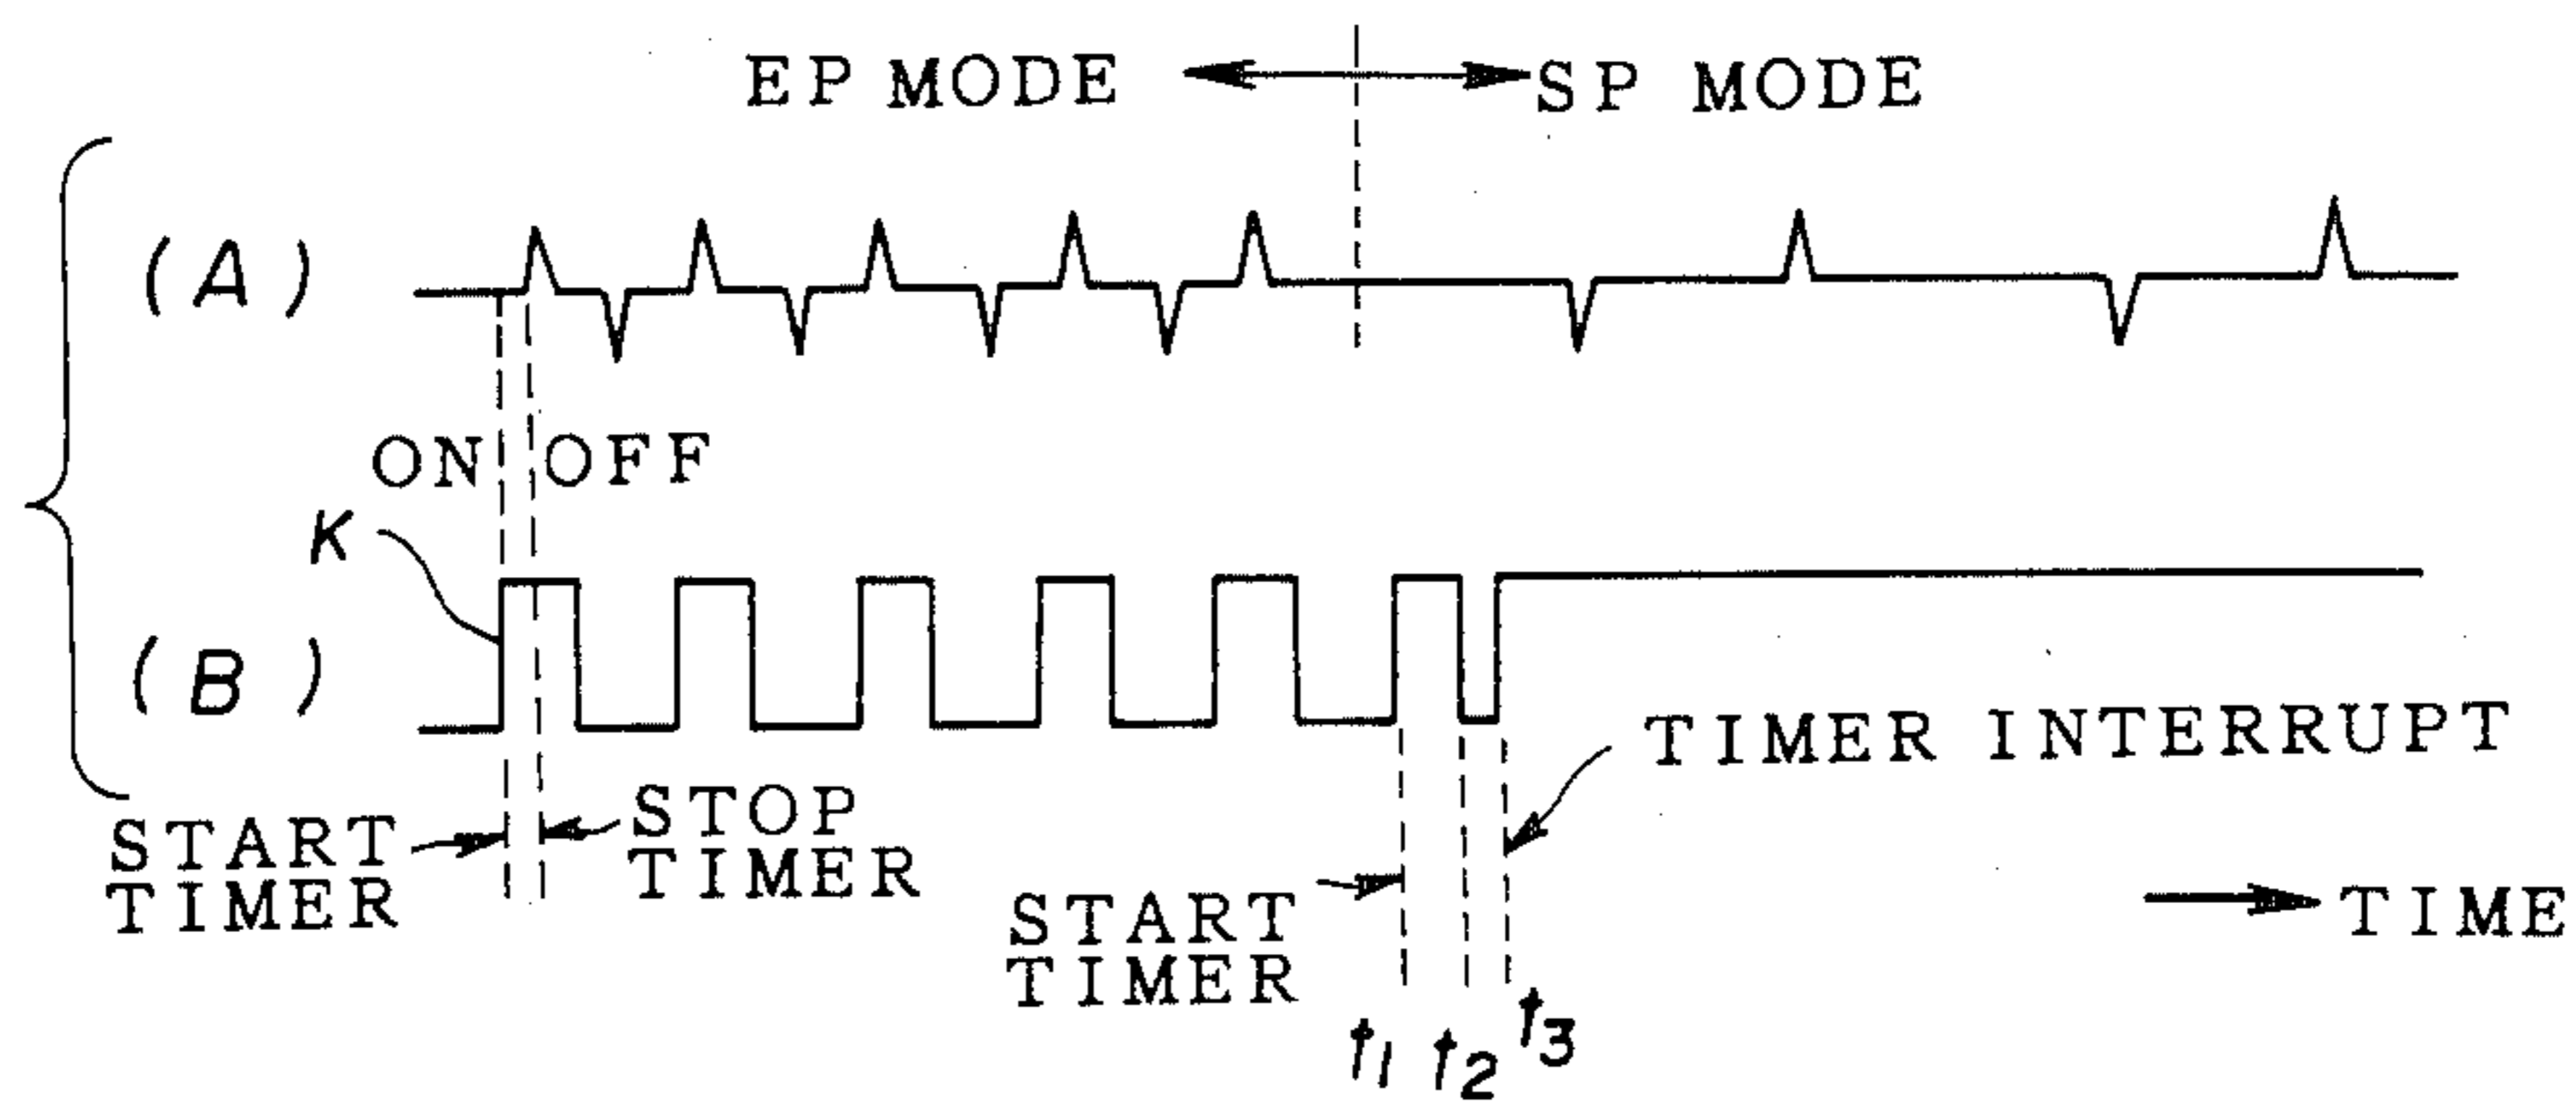 EP MODE
SP MODE
(A)
ON
OFF
K
(B)
START
TIMER
STOP
TIMER
START
TIMER
TIMER INTERRUPT
TIME
t1
t2
t3